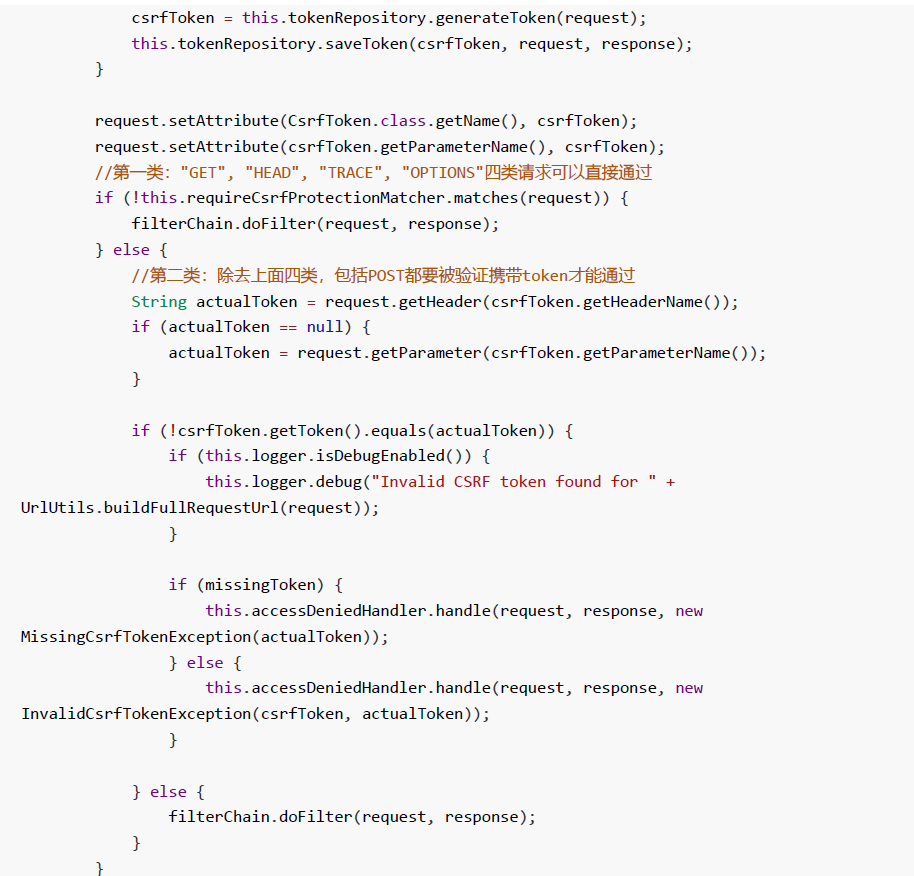 csrfToken = this.tokenRepository.generateToken(request);
            this.tokenRepository.saveToken(csrfToken, request, response);
        }

        request.setAttribute(CsrfToken.class.getName(), csrfToken);
        request.setAttribute(csrfToken.getParameterName(), csrfToken);
        //第一类："GET", "HEAD", "TRACE", "OPTIONS"四类请求可以直接通过
        if (!this.requireCsrfProtectionMatcher.matches(request)) {
            filterChain.doFilter(request, response);
        } else {
            //第二类：除去上面四类，包括POST都要被验证携带token才能通过
            String actualToken = request.getHeader(csrfToken.getHeaderName());
            if (actualToken == null) {
                actualToken = request.getParameter(csrfToken.getParameterName());
            }

            if (!csrfToken.getToken().equals(actualToken)) {
                if (this.logger.isDebugEnabled()) {
                    this.logger.debug("Invalid CSRF token found for " +
UrlUtils.buildFullRequestUrl(request));
                }

                if (missingToken) {
                    this.accessDeniedHandler.handle(request, response, new
MissingCsrfTokenException(actualToken));
                } else {
                    this.accessDeniedHandler.handle(request, response, new
InvalidCsrfTokenException(csrfToken, actualToken));
                }

            } else {
                filterChain.doFilter(request, response);
            }
        }